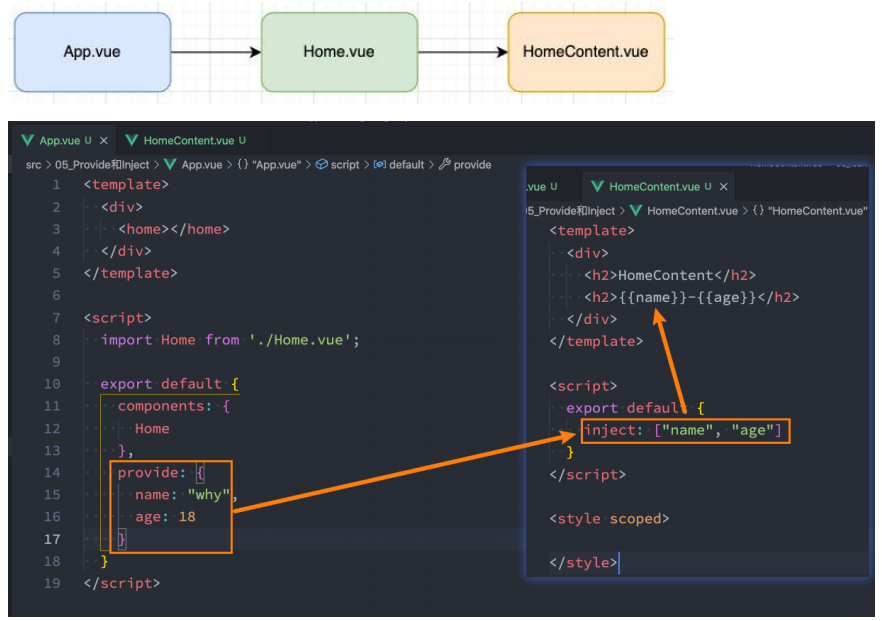 App.vue
Home.vue
HomeContent.vue
App.vue U ×
HomeContent.vue U
src > 05_Provide和Inject > App.vue > {} "App.vue" > script > default > provide
1 <template>
2 <div>
3 <home></home>
4 </div>
5 </template>
6
7 <script>
8 import Home from './Home.vue';
9
10 export default {
11 components: {
12 Home
13 },
14 provide: {
15 name: "why",
16 age: 18
17 }
18 }
19 </script>
.vue U
HomeContent.vue U ×
05_Provide和Inject > HomeContent.vue > {} "HomeContent.vue"
<template>
<div>
<h2>HomeContent</h2>
<h2>{{name}}-{{age}}</h2>
</div>
</template>
<script>
export default {
inject: ["name", "age"]
}
</script>
<style scoped>
</style>